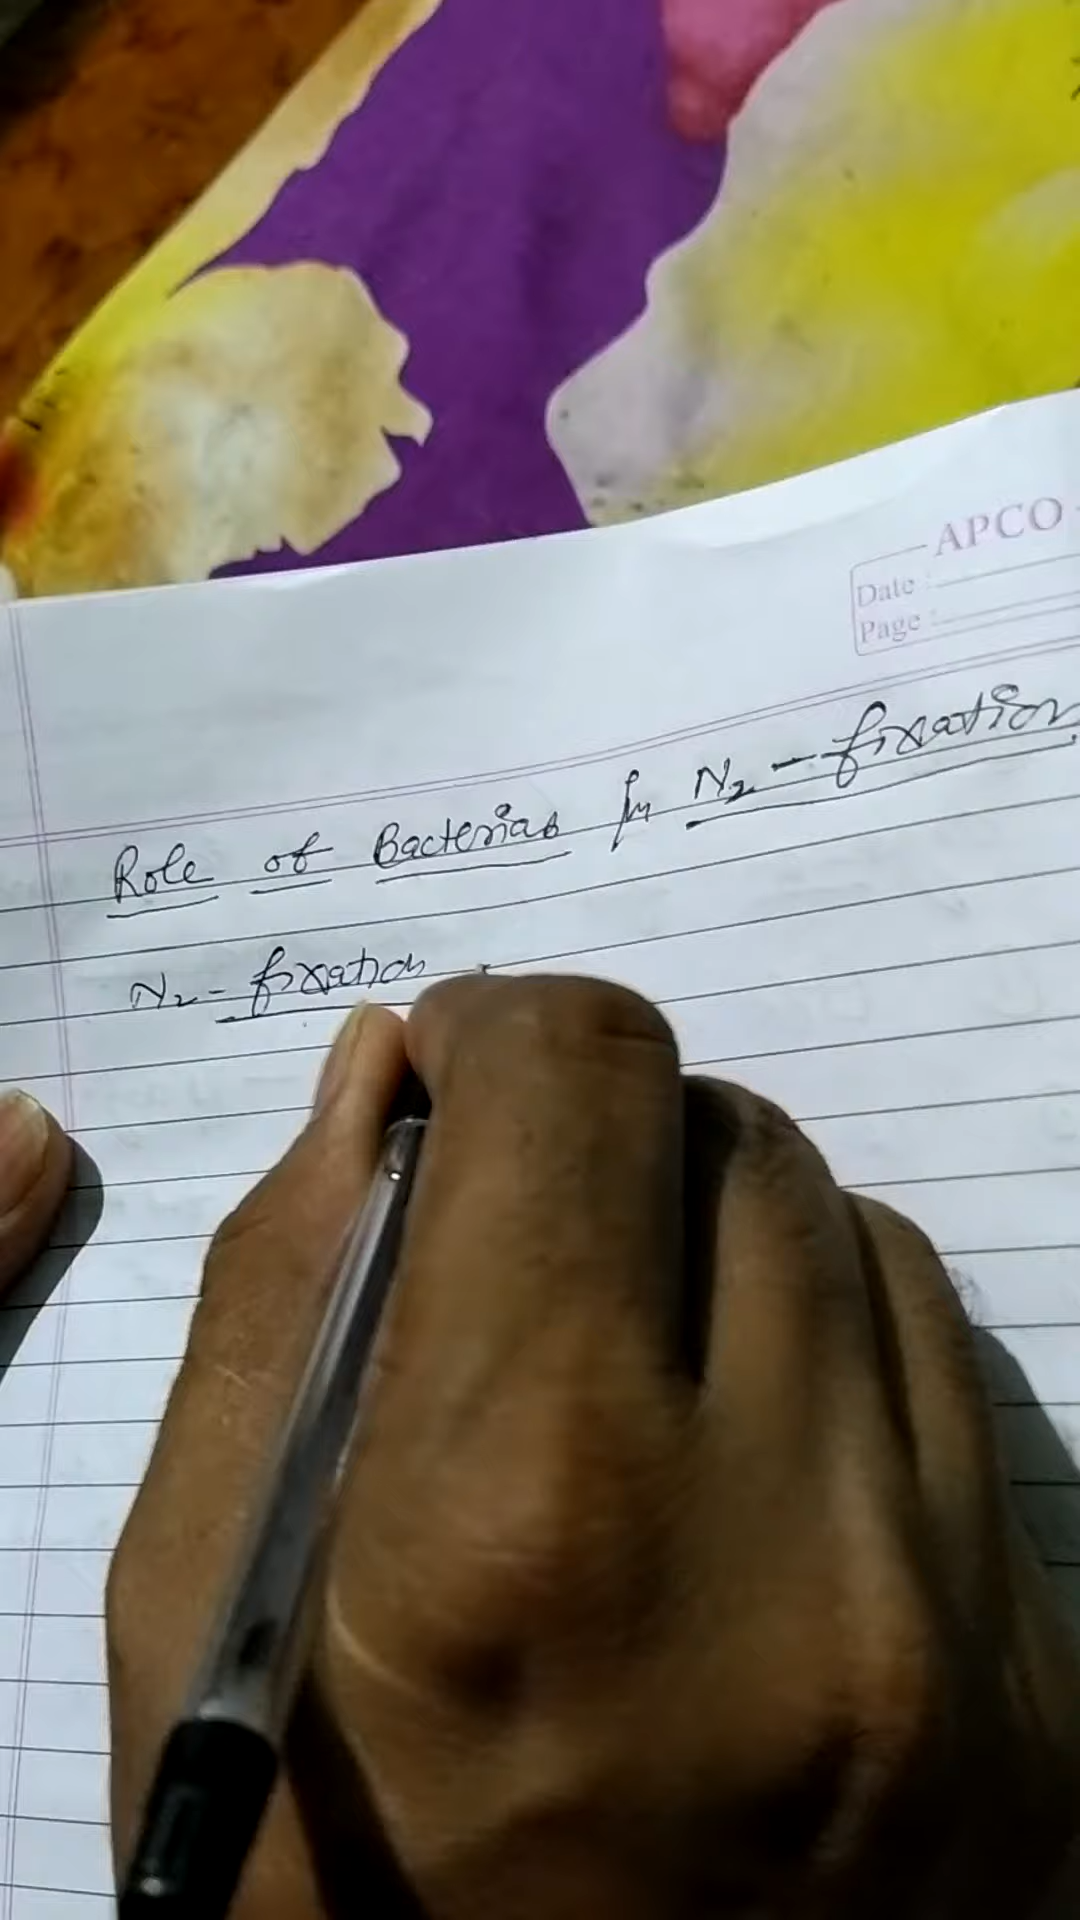 APCO
Date :
Page :
Role of Bacterias In N₂ - fixation
N₂ - fixation